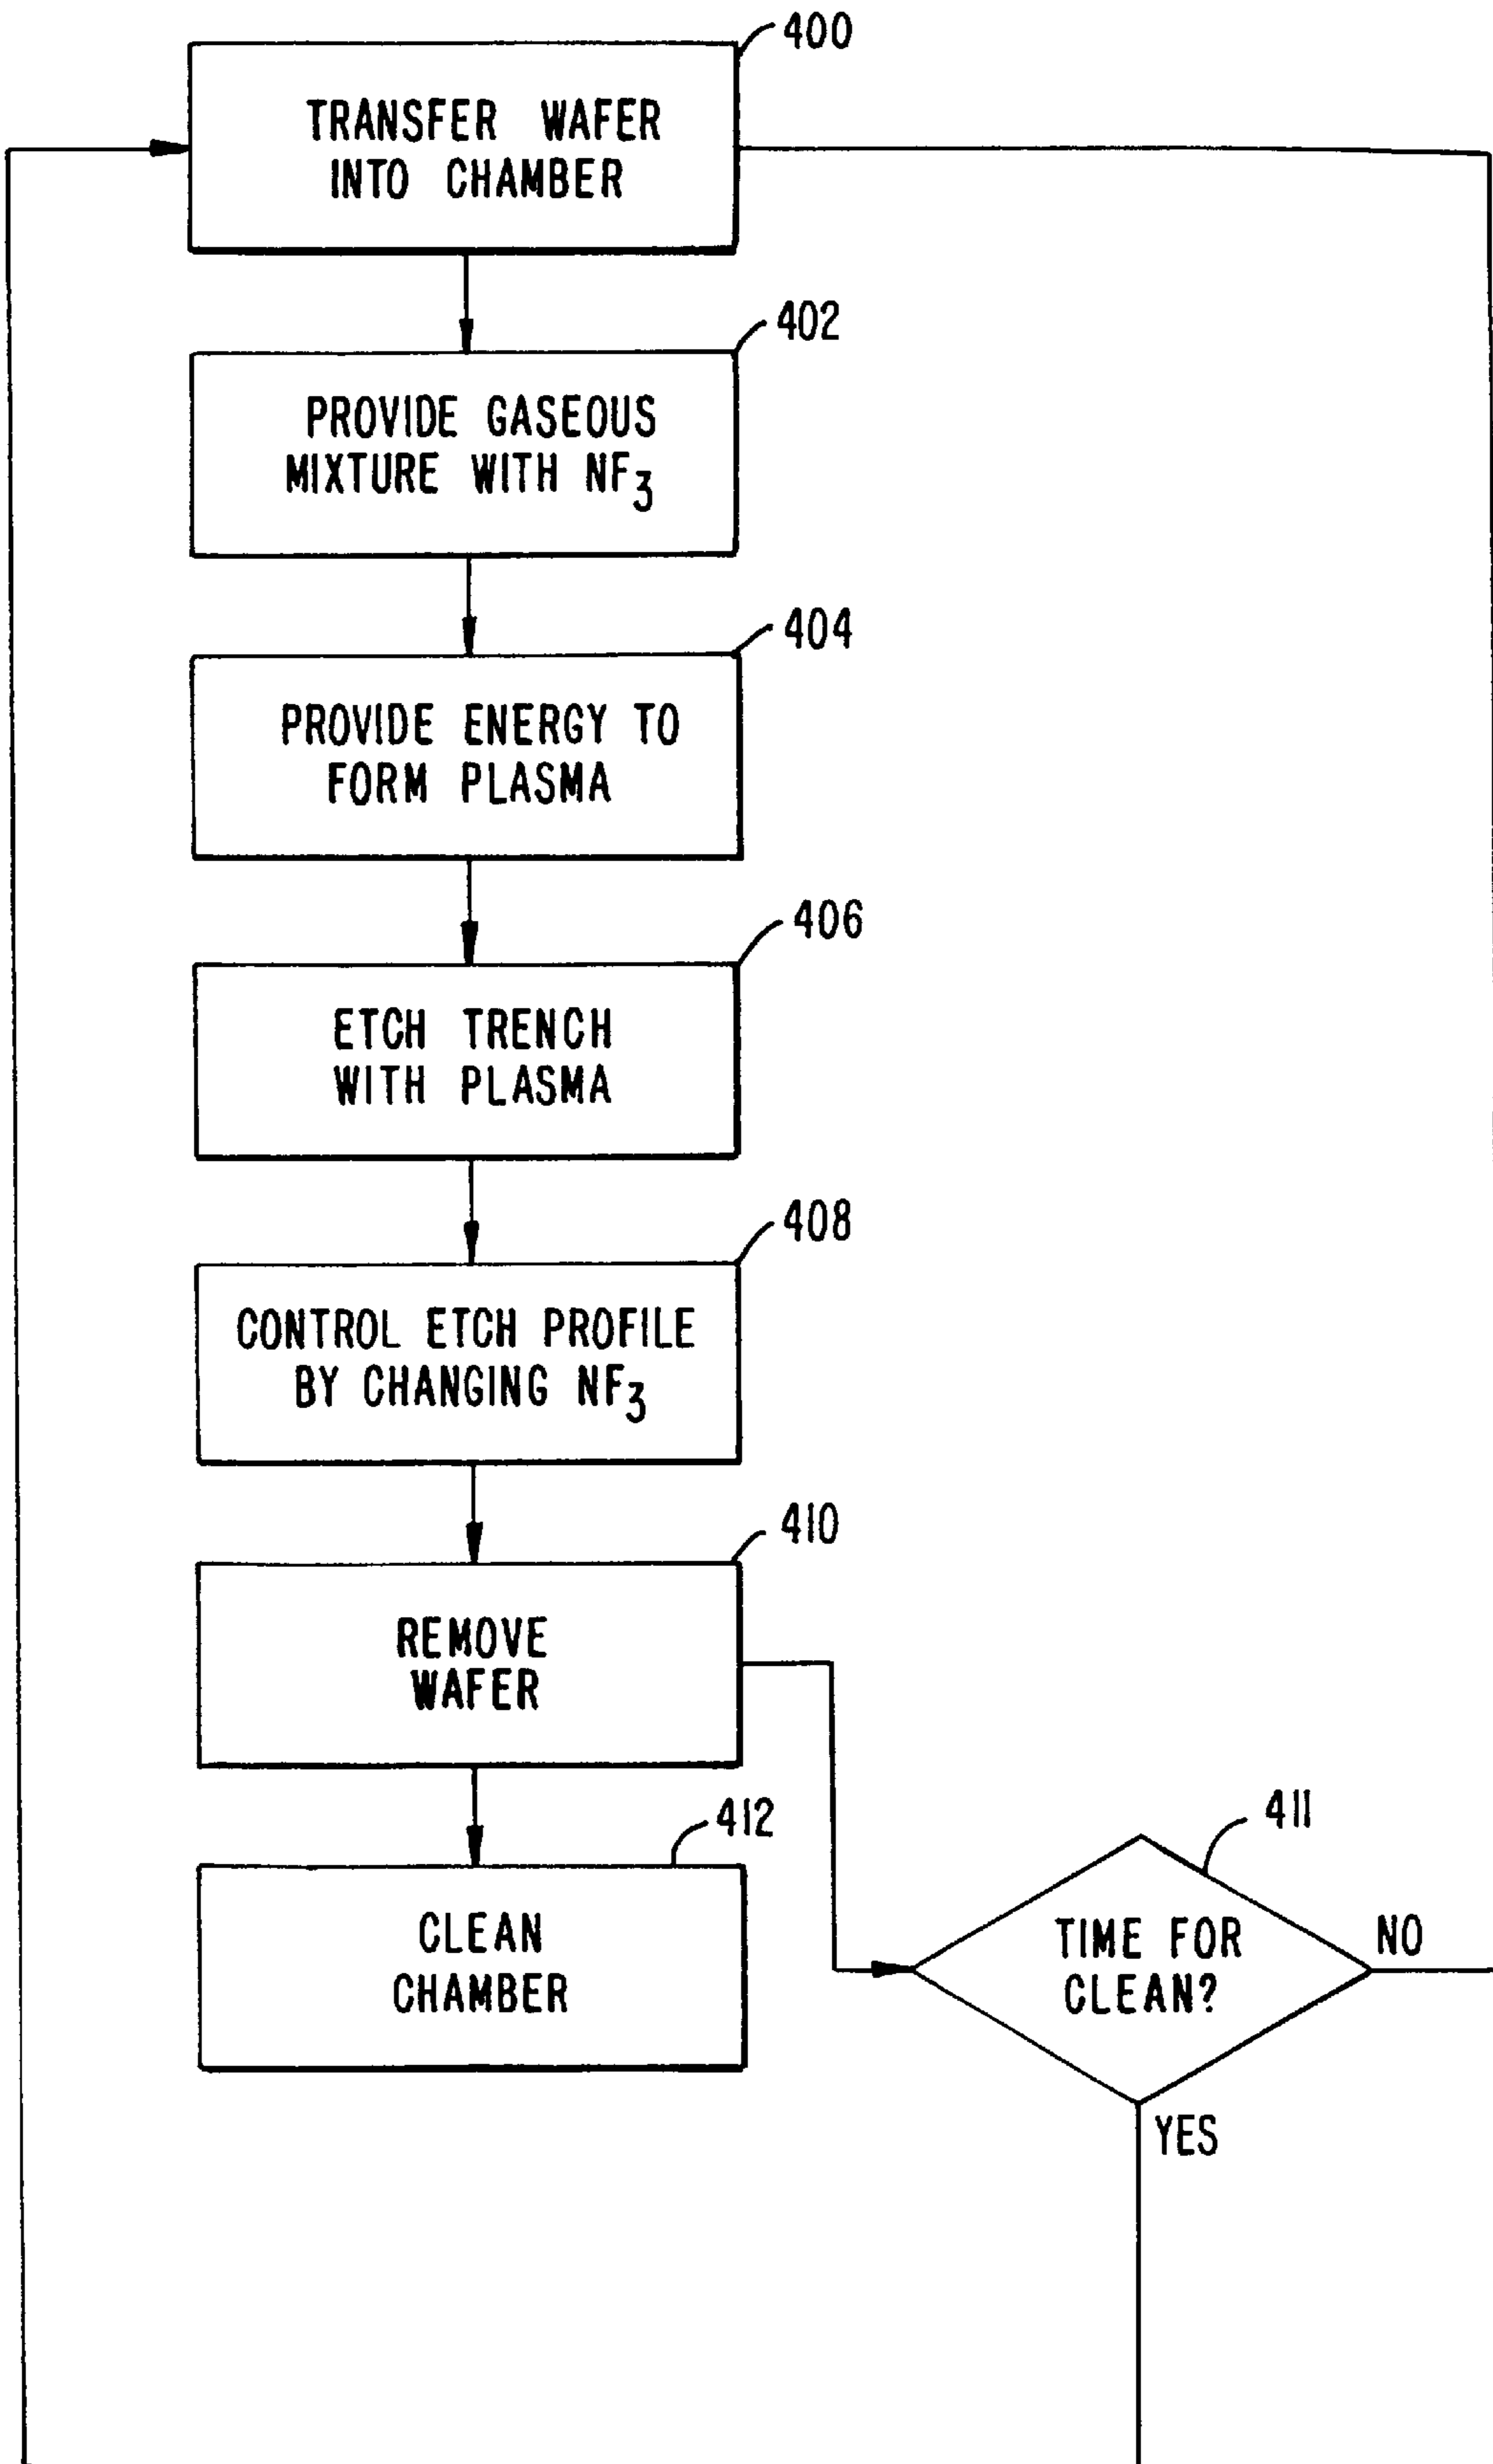 400
TRANSFER WAFER
INTO CHAMBER
402
PROVIDE GASEOUS
MIXTURE WITH NF3
404
PROVIDE ENERGY TO
FORM PLASMA
406
ETCH TRENCH
WITH PLASMA
408
CONTROL ETCH PROFILE
BY CHANGING NF3
410
REMOVE
WAFER
412
CLEAN
CHAMBER
411
TIME FOR
CLEAN?
NO
YES